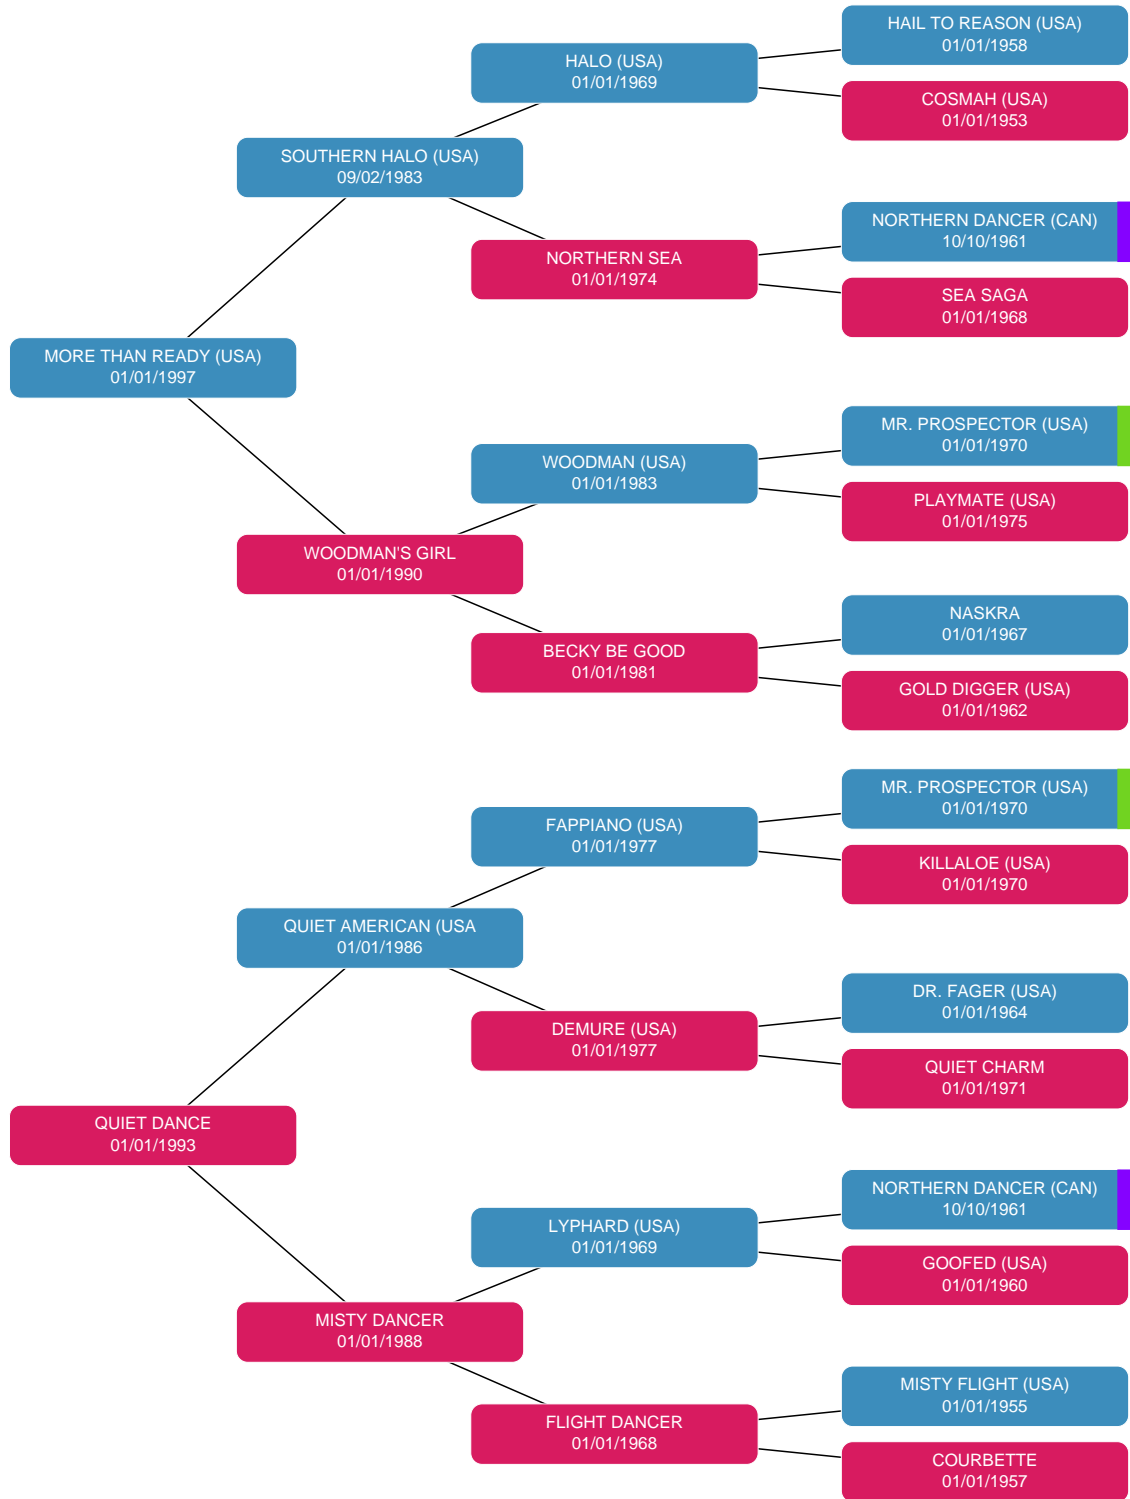 HAIL TO REASON (USA)
01/01/1958
HALO (USA)
01/01/1969
COSMAH (USA)
01/01/1953
SOUTHERN HALO (USA)
09/02/1983
NORTHERN DANCER (CAN)
10/10/1961
NORTHERN SEA
01/01/1974
SEA SAGA
01/01/1968
MORE THAN READY (USA)
01/01/1997
MR. PROSPECTOR (USA)
01/01/1970
WOODMAN (USA)
01/01/1983
PLAYMATE (USA)
01/01/1975
WOODMAN'S GIRL
01/01/1990
NASKRA
01/01/1967
BECKY BE GOOD
01/01/1981
GOLD DIGGER (USA)
01/01/1962
MR. PROSPECTOR (USA)
01/01/1970
FAPPIANO (USA)
01/01/1977
KILLALOE (USA)
01/01/1970
QUIET AMERICAN (USA
01/01/1986
DR. FAGER (USA)
01/01/1964
DEMURE (USA)
01/01/1977
QUIET CHARM
01/01/1971
QUIET DANCE
01/01/1993
NORTHERN DANCER (CAN)
10/10/1961
LYPHARD (USA)
01/01/1969
GOOFED (USA)
01/01/1960
MISTY DANCER
01/01/1988
MISTY FLIGHT (USA)
01/01/1955
FLIGHT DANCER
01/01/1968
COURBETTE
01/01/1957